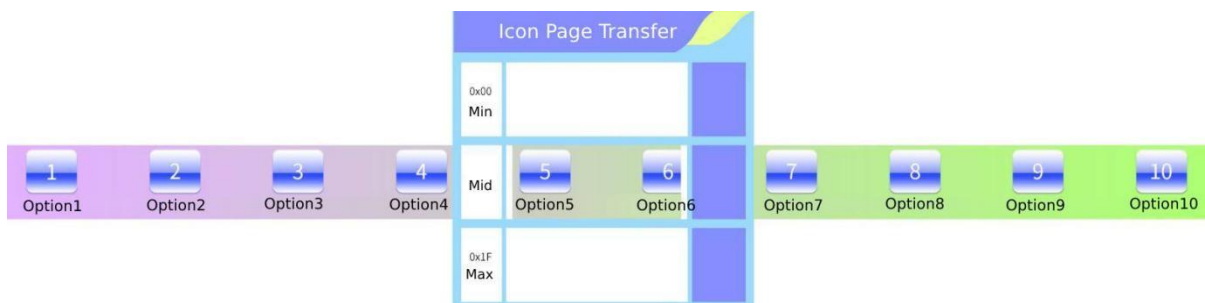 Icon Page Transfer
0x00
Min
1 2 3 4 Mid 5 6 7 8 9 10
Option1 Option2 Option3 Option4 Option5 Option6 Option7 Option8 Option9 Option10
0x1F
Max